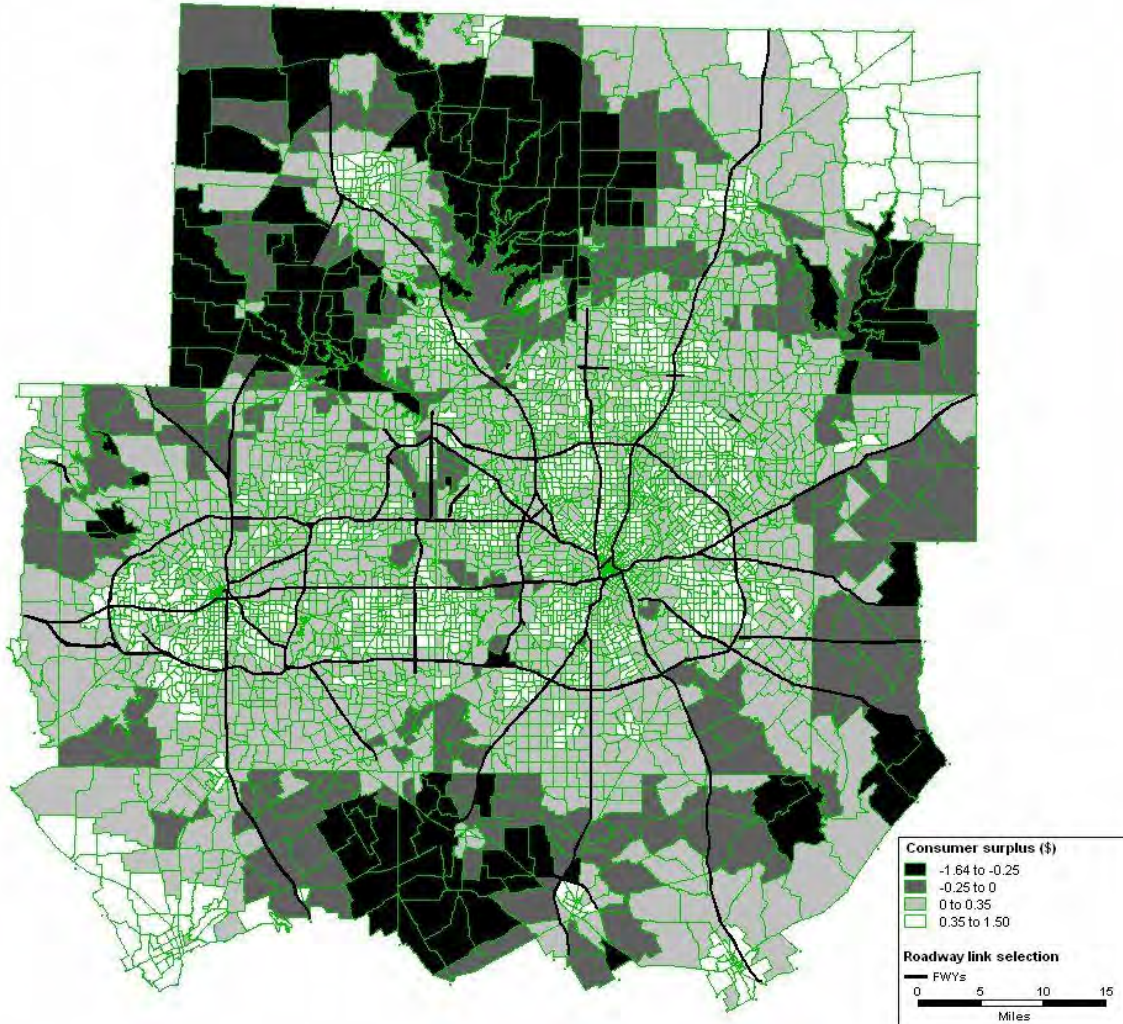 Consumer surplus ($)
-1.64 to -0.25
-0.25 to 0
0 to 0.35
0.35 to 1.50
Roadway link selection
FWYs
0 5 10 15
Miles